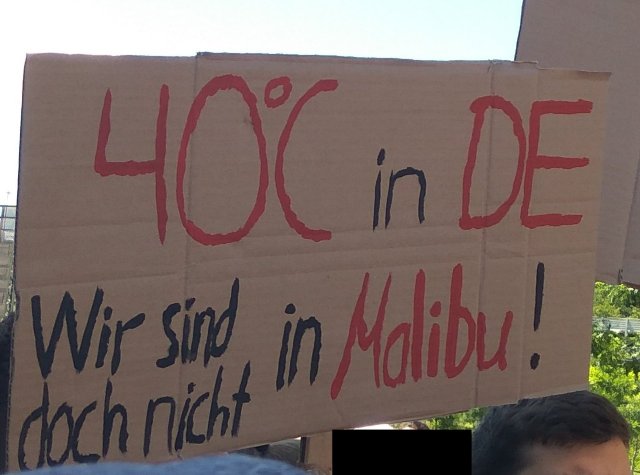 40°C in DE
Wir sind
doch nicht in Malibu!